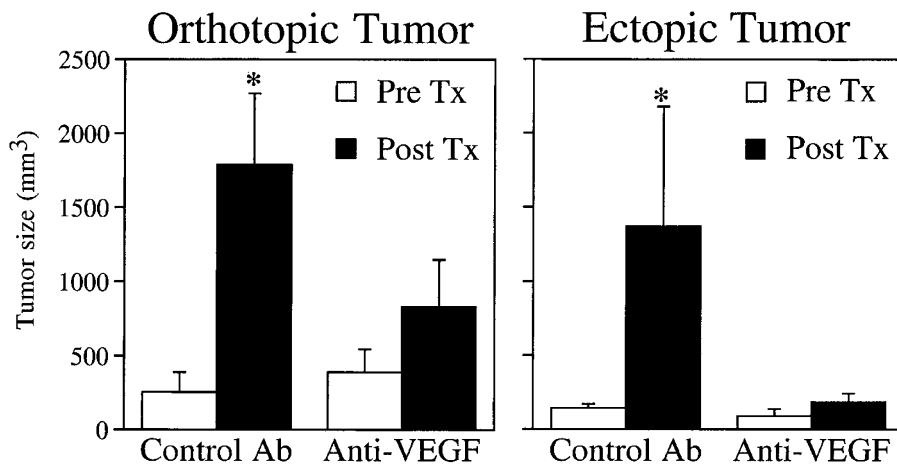 Orthotopic Tumor
Ectopic Tumor
2500
2000
1500
1000
500
0
Tumor size (mm³)
*
Pre Tx
Post Tx
*
Pre Tx
Post Tx
Control Ab Anti-VEGF
Control Ab Anti-VEGF